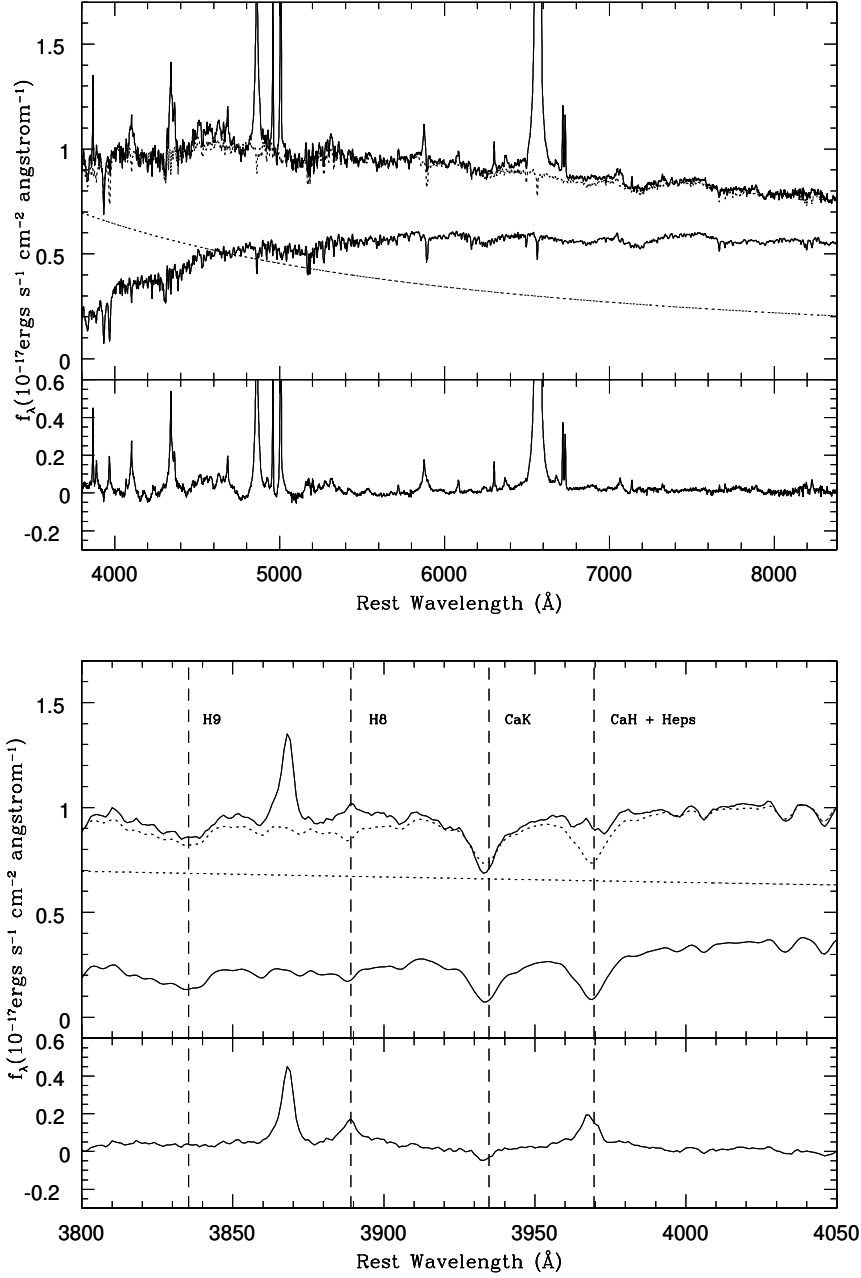 1.5
1
0.5
0
f_λ(10⁻¹⁷ergs s⁻¹ cm⁻² angstrom⁻¹)
0.6
0.4
0.2
0
-0.2
4000 5000 6000 7000 8000
Rest Wavelength (Å)
H9 H8 CaK CaH + Heps
1.5
1
0.5
0
f_λ(10⁻¹⁷ergs s⁻¹ cm⁻² angstrom⁻¹)
0.6
0.4
0.2
0
-0.2
3800 3850 3900 3950 4000 4050
Rest Wavelength (Å)